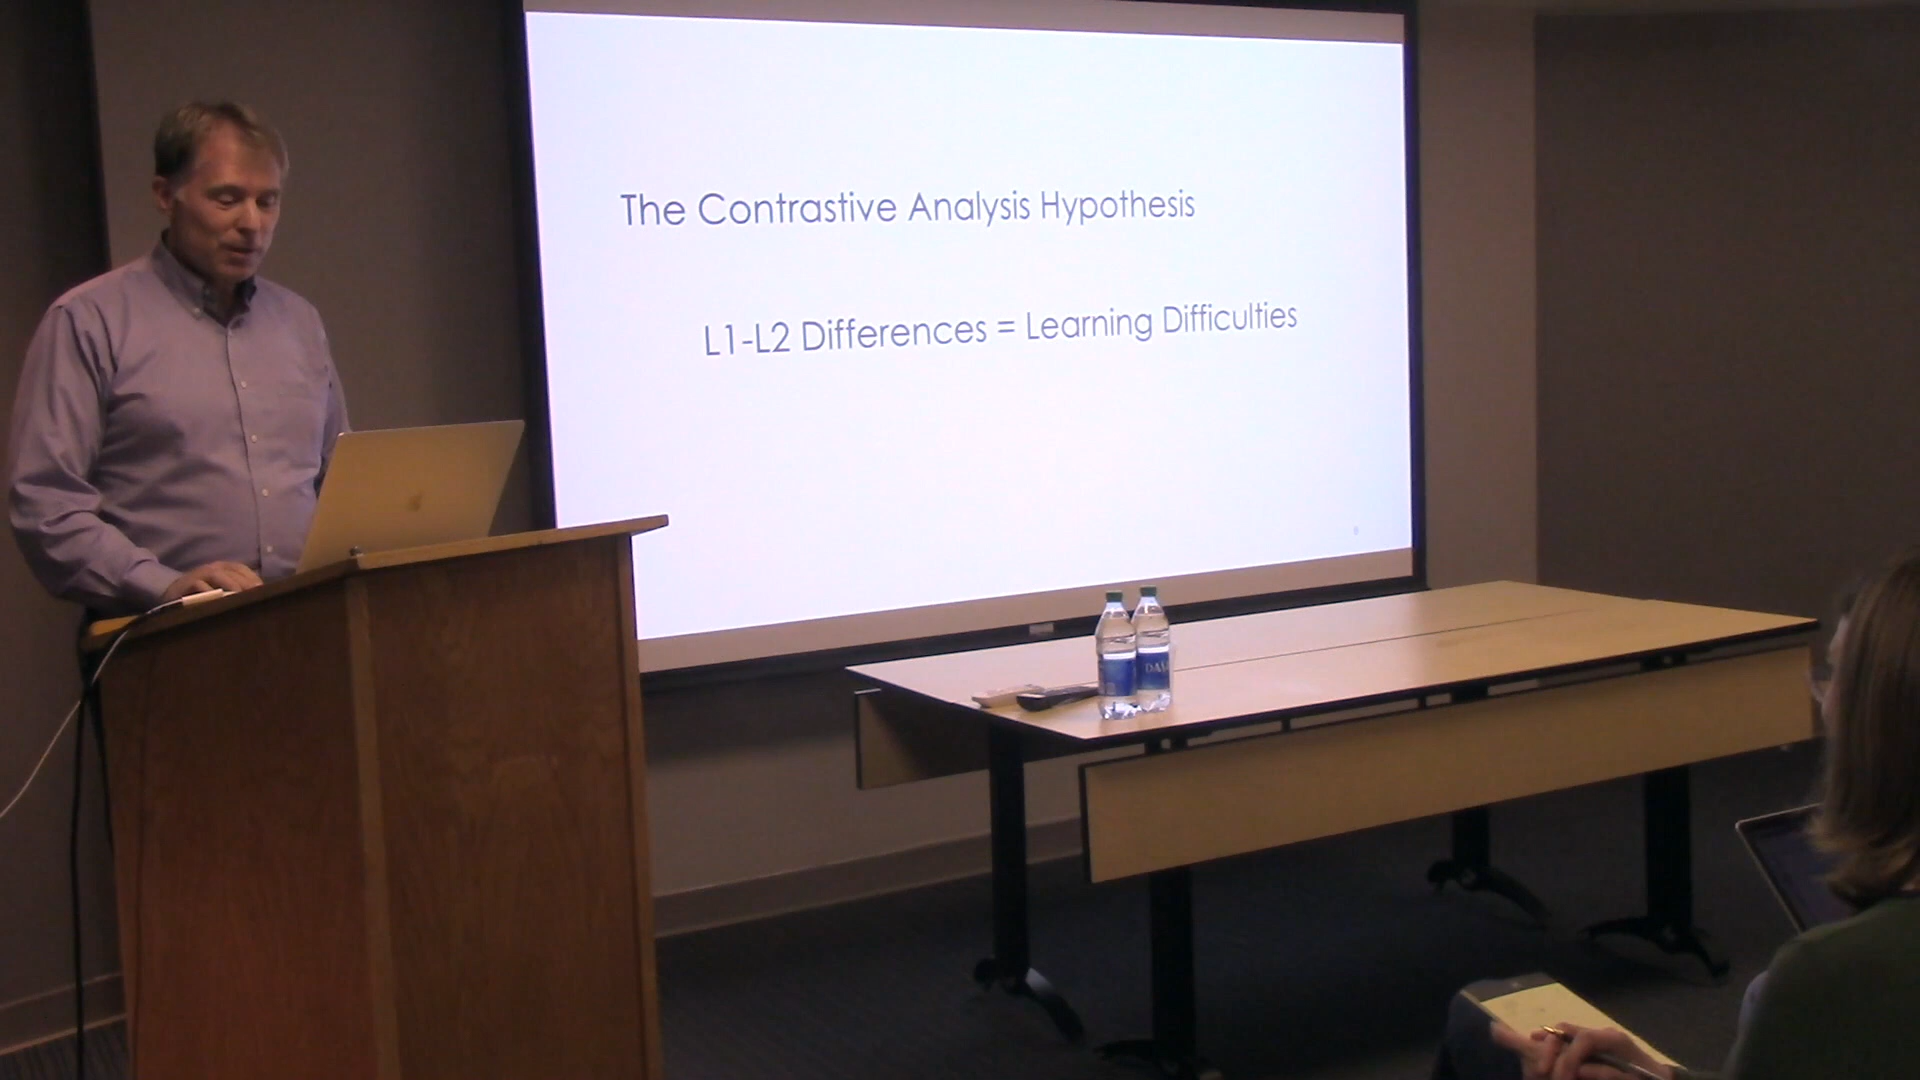 The Contrastive Analysis Hypothesis
L1-L2 Differences = Learning Difficulties